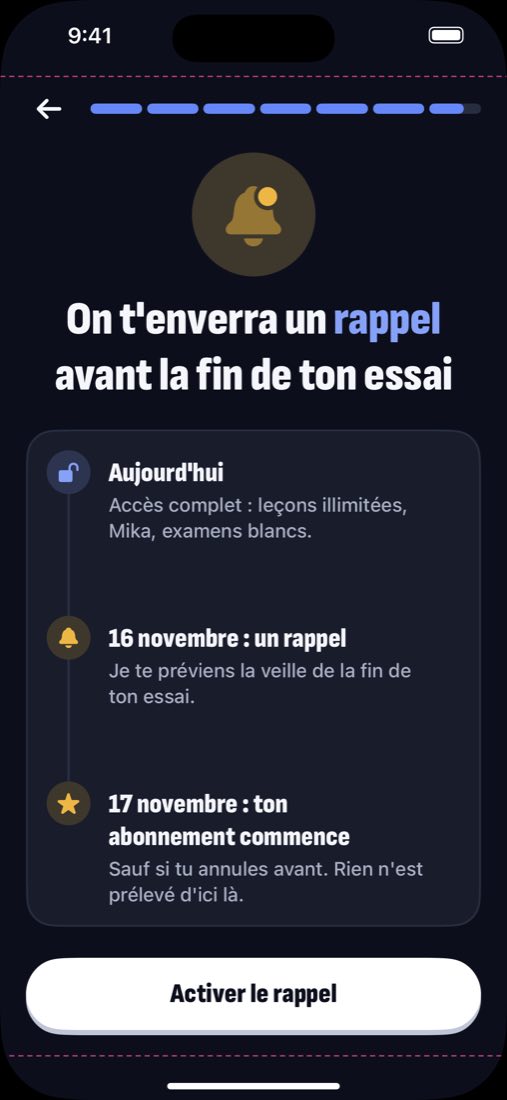 9:41
On t'enverra un rappel
avant la fin de ton essai
Aujourd'hui
Accès complet : leçons illimitées,
Mika, examens blancs.
16 novembre : un rappel
Je te préviens la veille de la fin de
ton essai.
17 novembre : ton
abonnement commence
Sauf si tu annules avant. Rien n'est
prélevé d'ici là.
Activer le rappel